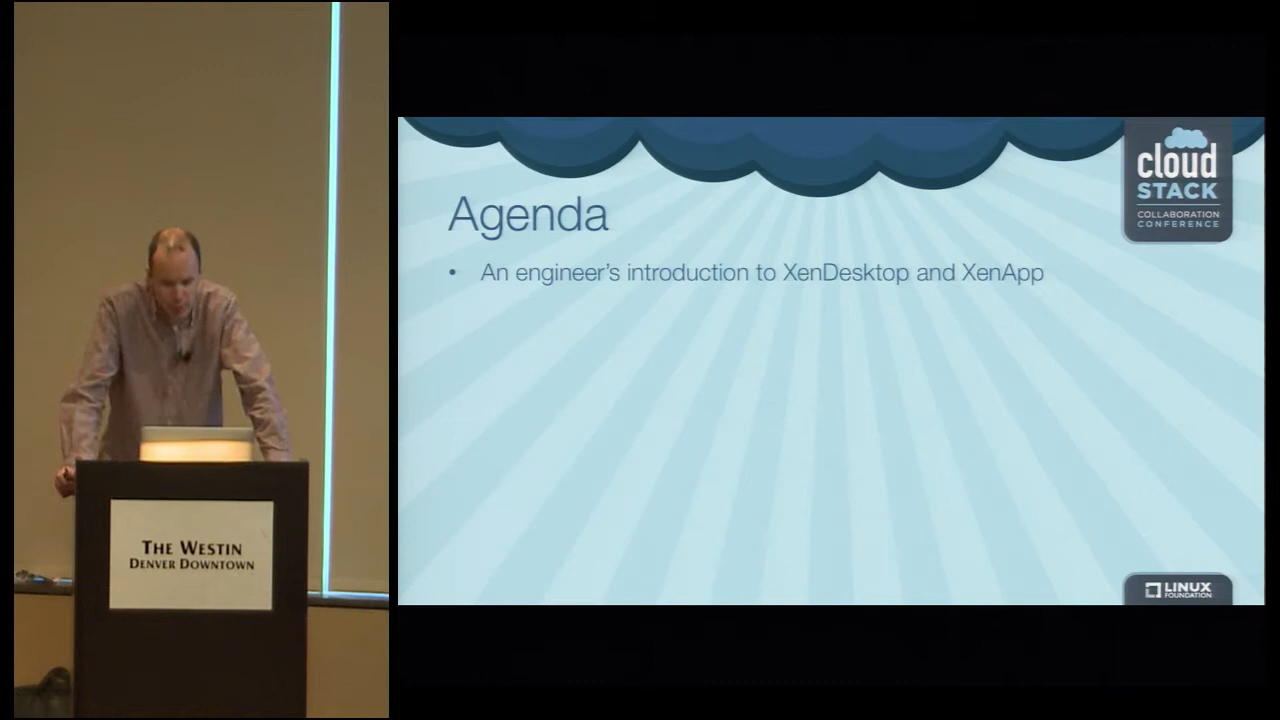 THE WESTIN
DENVER DOWNTOWN
Agenda
• An engineer's introduction to XenDesktop and XenApp
cloud
STACK
COLLABORATION
CONFERENCE
LINUX
FOUNDATION